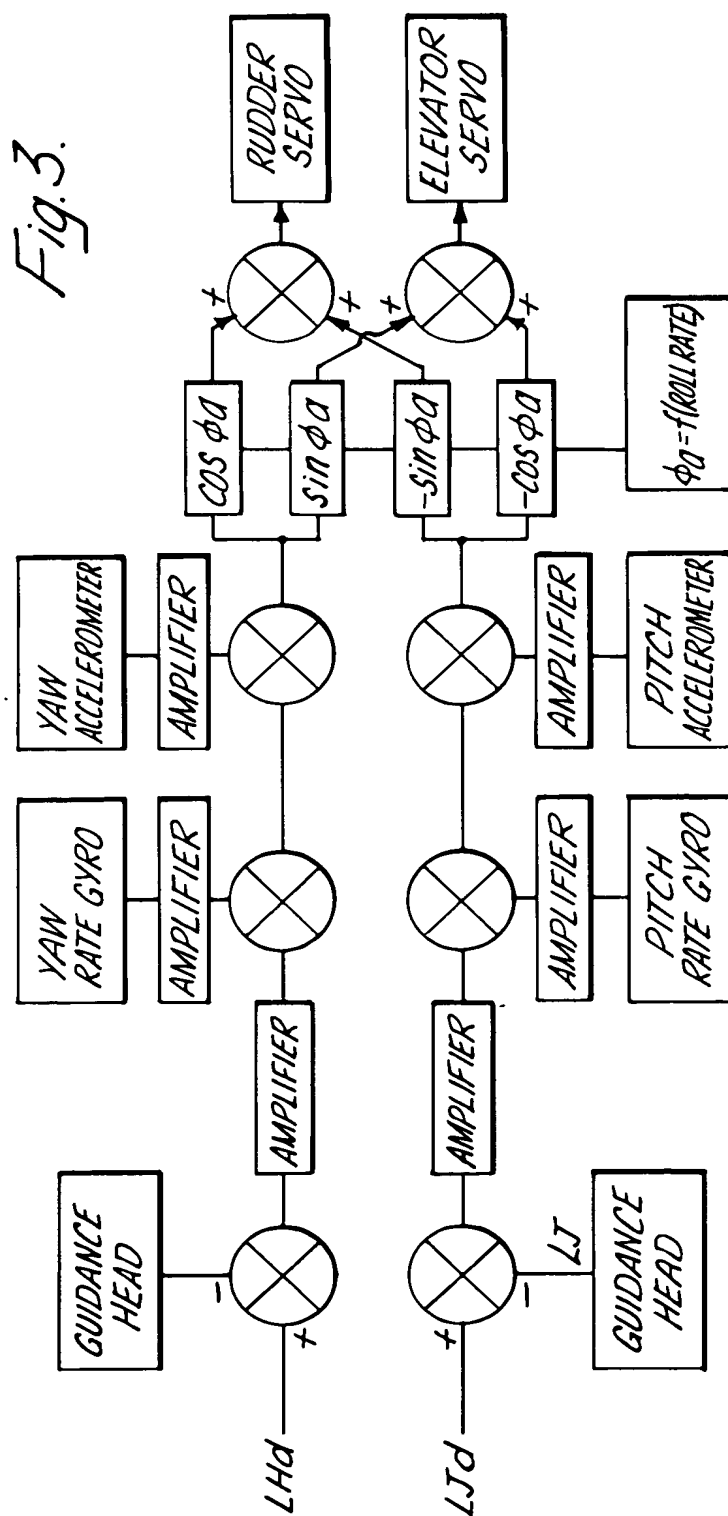 Fig.3.
YAW
RATE GYRO
YAW
ACCELEROMETER
GUIDANCE
HEAD
AMPLIFIER
AMPLIFIER
-
LHd
+
AMPLIFIER
COS ϕa
sin ϕa
+
+
RUDDER
SERVO
LJd
+
AMPLIFIER
-sin ϕa
-COS ϕa
+
+
ELEVATOR
SERVO
-
LJ
GUIDANCE
HEAD
AMPLIFIER
AMPLIFIER
PITCH
RATE GYRO
PITCH
ACCELEROMETER
ϕa=f(ROLL RATE)